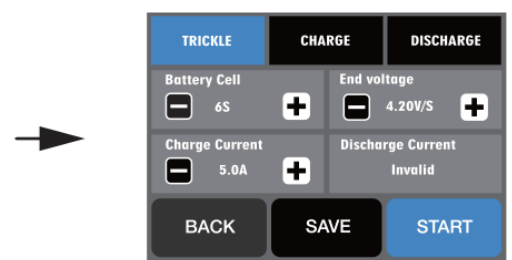 TRICKLE CHARGE DISCHARGE
Battery Cell End voltage
6S 4.20V/S
Charge Current Discharge Current
5.0A Invalid
BACK SAVE START